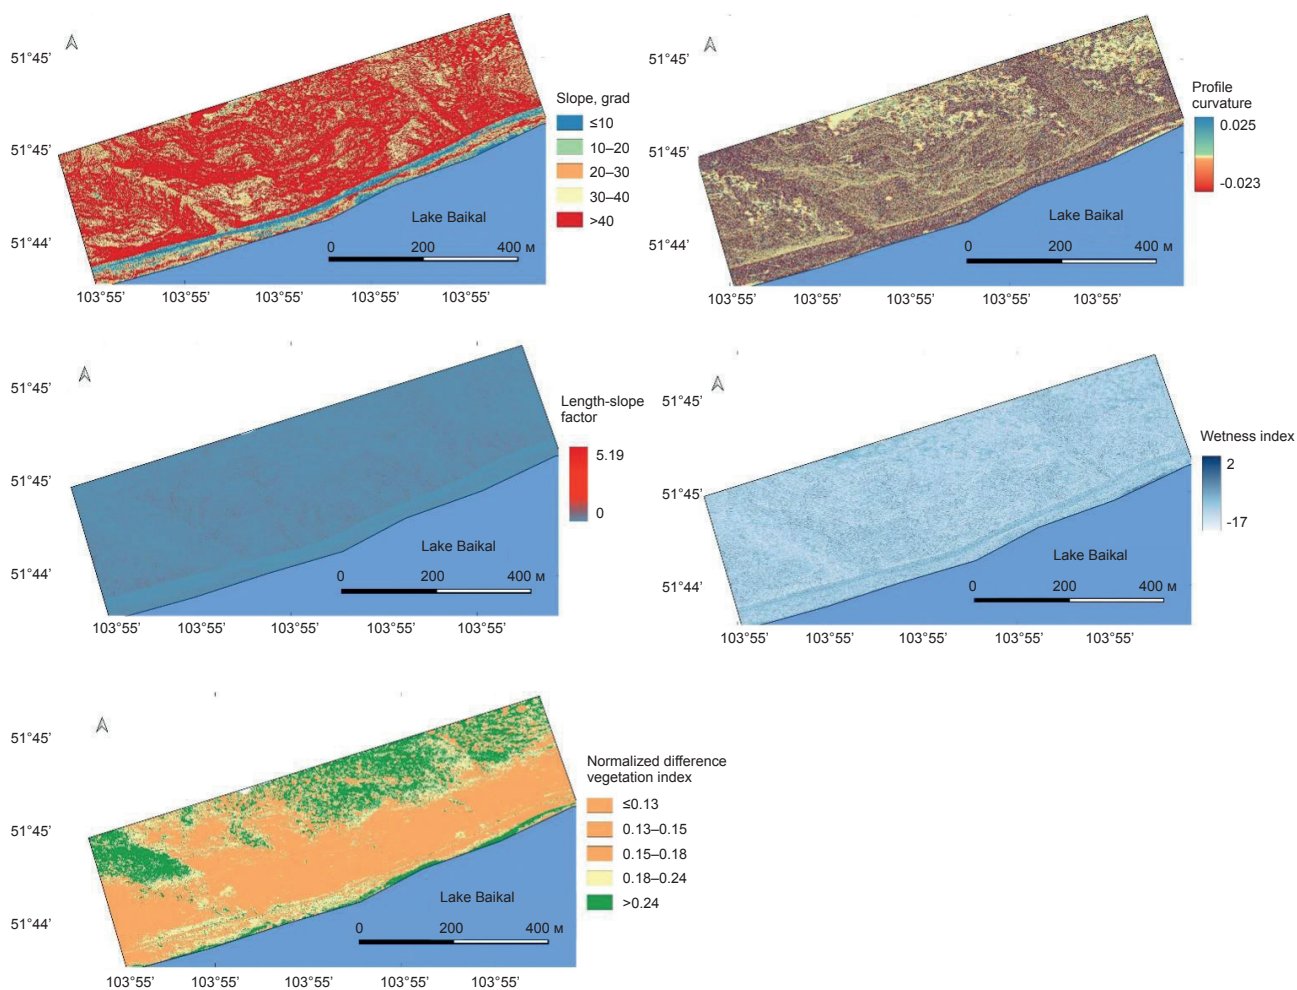 51°45'
51°45'
51°44'
Slope, grad
≤10
10–20
20–30
30–40
>40
Lake Baikal
0 200 400 м
103°55' 103°55' 103°55' 103°55' 103°55'
51°45'
51°45'
51°44'
Profile
curvature
0.025
-0.023
Lake Baikal
0 200 400 м
103°55' 103°55' 103°55' 103°55' 103°55'
51°45'
51°45'
51°44'
Length-slope
factor
5.19
0
Lake Baikal
0 200 400 м
103°55' 103°55' 103°55' 103°55' 103°55'
51°45'
51°45'
51°44'
Wetness index
2
-17
Lake Baikal
0 200 400 м
103°55' 103°55' 103°55' 103°55' 103°55'
51°45'
51°45'
51°44'
Normalized difference
vegetation index
≤0.13
0.13–0.15
0.15–0.18
0.18–0.24
>0.24
Lake Baikal
0 200 400 м
103°55' 103°55' 103°55' 103°55' 103°55'